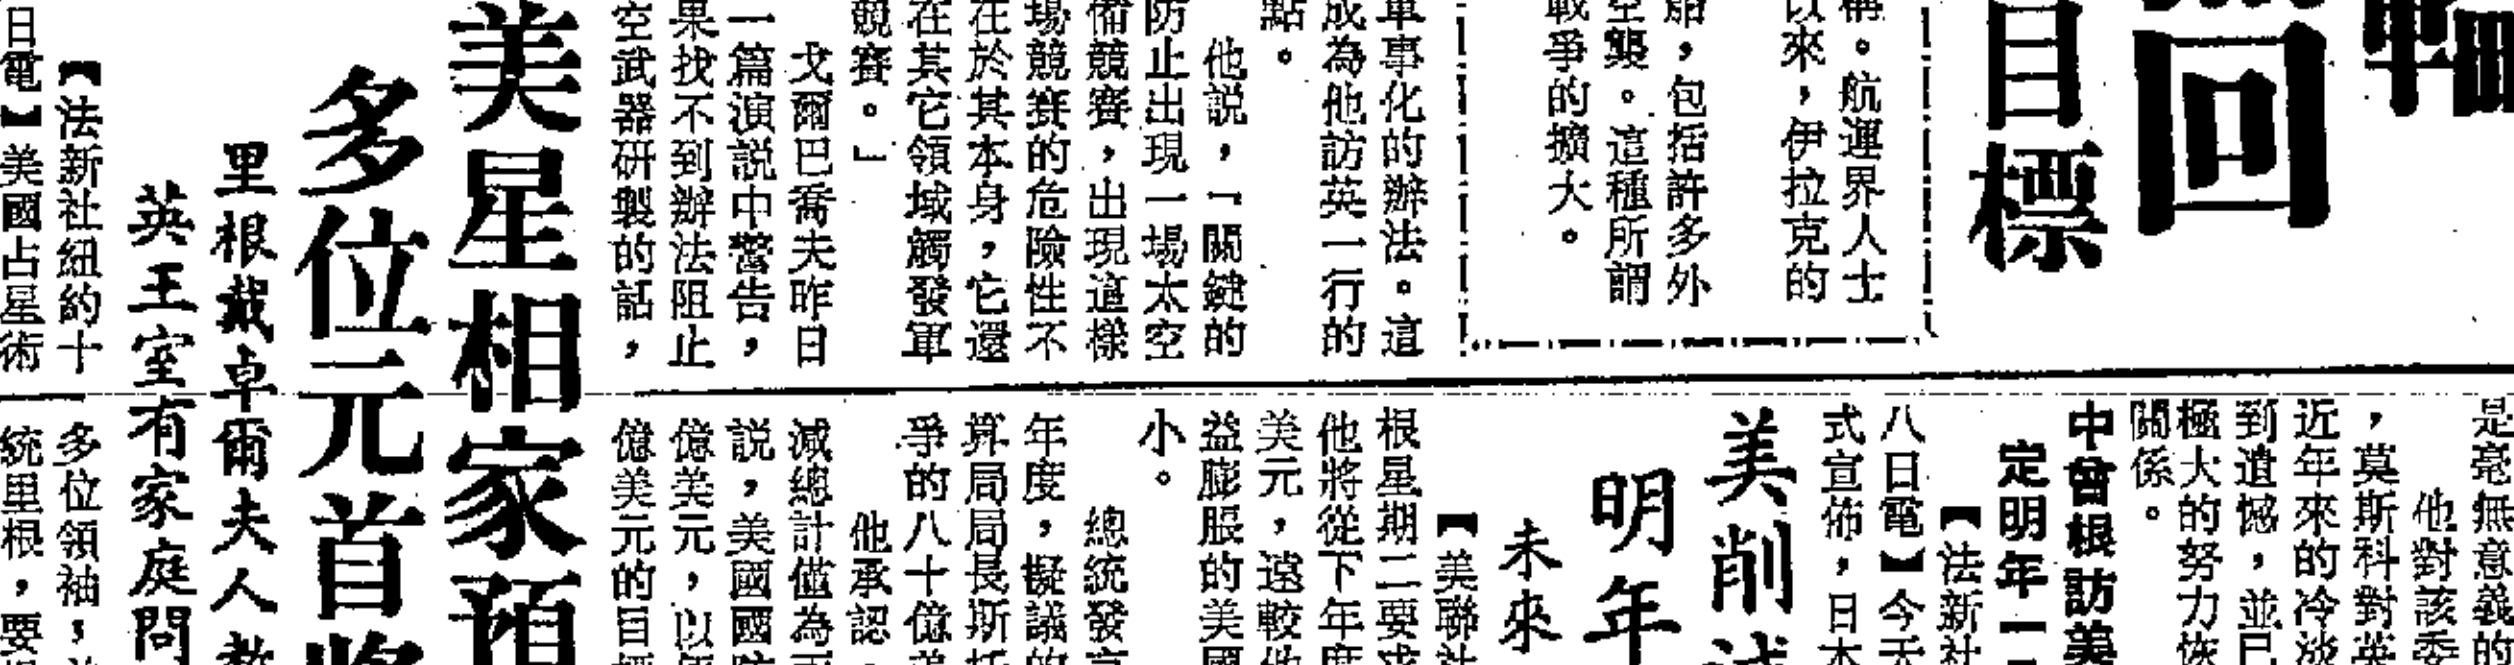 回
目標
稱。航運界人士
以來，伊拉克的
船，包括許多外
空襲。這種所謂
戰爭的擴大。
軍事化的辦法。這
成為他訪英一行的
點。
他説，「關鍵的
防止出現一場太空
備競賽，出現這樣
場競賽的危險性不
在於其本身，它還
在其它領域觸發軍
競賽。」
戈爾巴喬夫昨日
一篇演説中警告，
果找不到辦法阻止
空武器研製的話，
美星相家預
多位元首將
里根戴卓爾夫人
英王室有家庭問
【法新社紐約十
日電】美國占星術
多位領袖，
統里根，要
是毫無意義的
他對該委
，莫斯科對英
近年來的冷淡
到遺憾，並已
極大的努力恢
關係。
中曾根訪美
定明年一
【法新社
八日電】今天
式宣佈，日本
美削減
明年
未來
【美聯社
根星期二要求
他將從下年度
美元，遠較他
益膨脹的美國
小。
總統發言
年度，擬議的
算局局長斯托
爭的八十億美
他承認，
減總計僅為
説，美國國防
億美元，以
億美元的目標